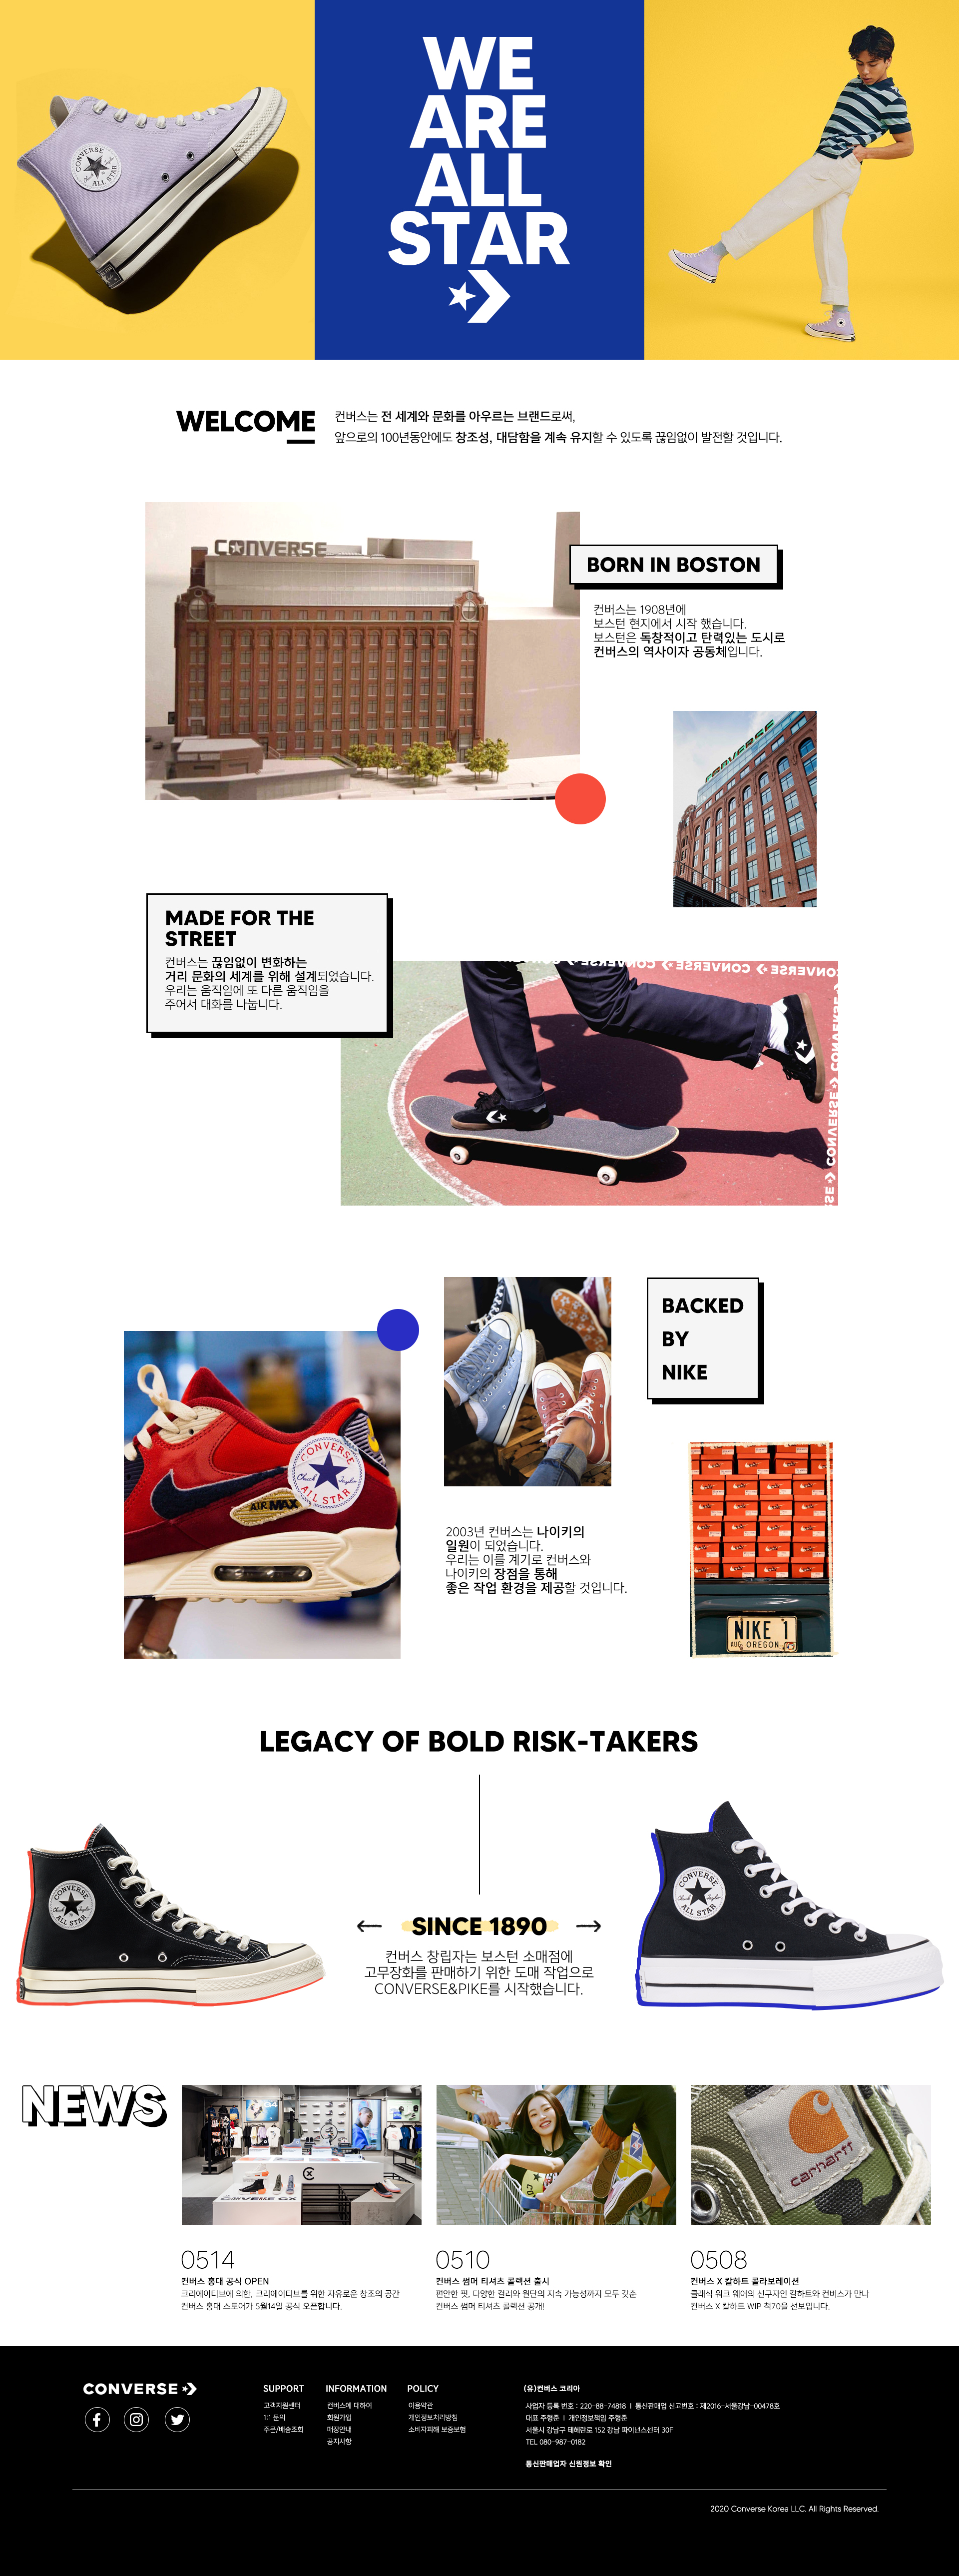 WE
ARE
ALL
STAR
CONVERSE
ALL STAR
WELCOME
컨버스는 전 세계와 문화를 아우르는 브랜드로써,
앞으로의 100년동안에도 창조성, 대담함을 계속 유지할 수 있도록 끊임없이 발전할 것입니다.
CONVERSE
BORN IN BOSTON
컨버스는 1908년에
보스턴 현지에서 시작 했습니다.
보스턴은 독창적이고 탄력있는 도시로
컨버스의 역사이자 공동체입니다.
CONVERSE
MADE FOR THE
STREET
컨버스는 끊임없이 변화하는
거리 문화의 세계를 위해 설계되었습니다.
우리는 움직임에 또 다른 움직임을
주어서 대화를 나눕니다.
CONVERSE CONVERSE CONVERSE
CONVERSE CONVERSE
BACKED
BY
NIKE
CONVERSE
Chuck Taylor
ALL STAR
AIR MAX
2003년 컨버스는 나이키의
일원이 되었습니다.
우리는 이를 계기로 컨버스와
나이키의 장점을 통해
좋은 작업 환경을 제공할 것입니다.
NIKE 1
AUG OREGON
LEGACY OF BOLD RISK-TAKERS
CONVERSE
Chuck Taylor
ALL STAR
CONVERSE
Chuck Taylor
ALL STAR
SINCE 1890
컨버스 창립자는 보스턴 소매점에
고무장화를 판매하기 위한 도매 작업으로
CONVERSE&PIKE를 시작했습니다.
NEWS
CONVERSE CX
carhartt
0514
컨버스 홍대 공식 OPEN
크리에이티브에 의한, 크리에이티브를 위한 자유로운 창조의 공간
컨버스 홍대 스토어가 5월14일 공식 오픈합니다.
0510
컨버스 썸머 티셔츠 콜렉션 출시
편안한 핏, 다양한 컬러와 원단의 지속 가능성까지 모두 갖춘
컨버스 썸머 티셔츠 콜렉션 공개!
0508
컨버스 X 칼하트 콜라보레이션
클래식 워크 웨어의 선구자인 칼하트와 컨버스가 만나
컨버스 X 칼하트 WIP 척70을 선보입니다.
CONVERSE
SUPPORT
고객지원센터
1:1 문의
주문/배송조회
INFORMATION
컨버스에 대하여
회원가입
매장안내
공지사항
POLICY
이용약관
개인정보처리방침
소비자피해 보증보험
(유)컨버스 코리아
사업자 등록 번호 : 220-88-74818 I 통신판매업 신고번호 : 제2016-서울강남-00478호
대표 주형준 I 개인정보책임 주형준
서울시 강남구 테헤란로 152 강남 파이낸스센터 30F
TEL 080-987-0182
통신판매업자 신원정보 확인
2020 Converse Korea LLC. All Rights Reserved.